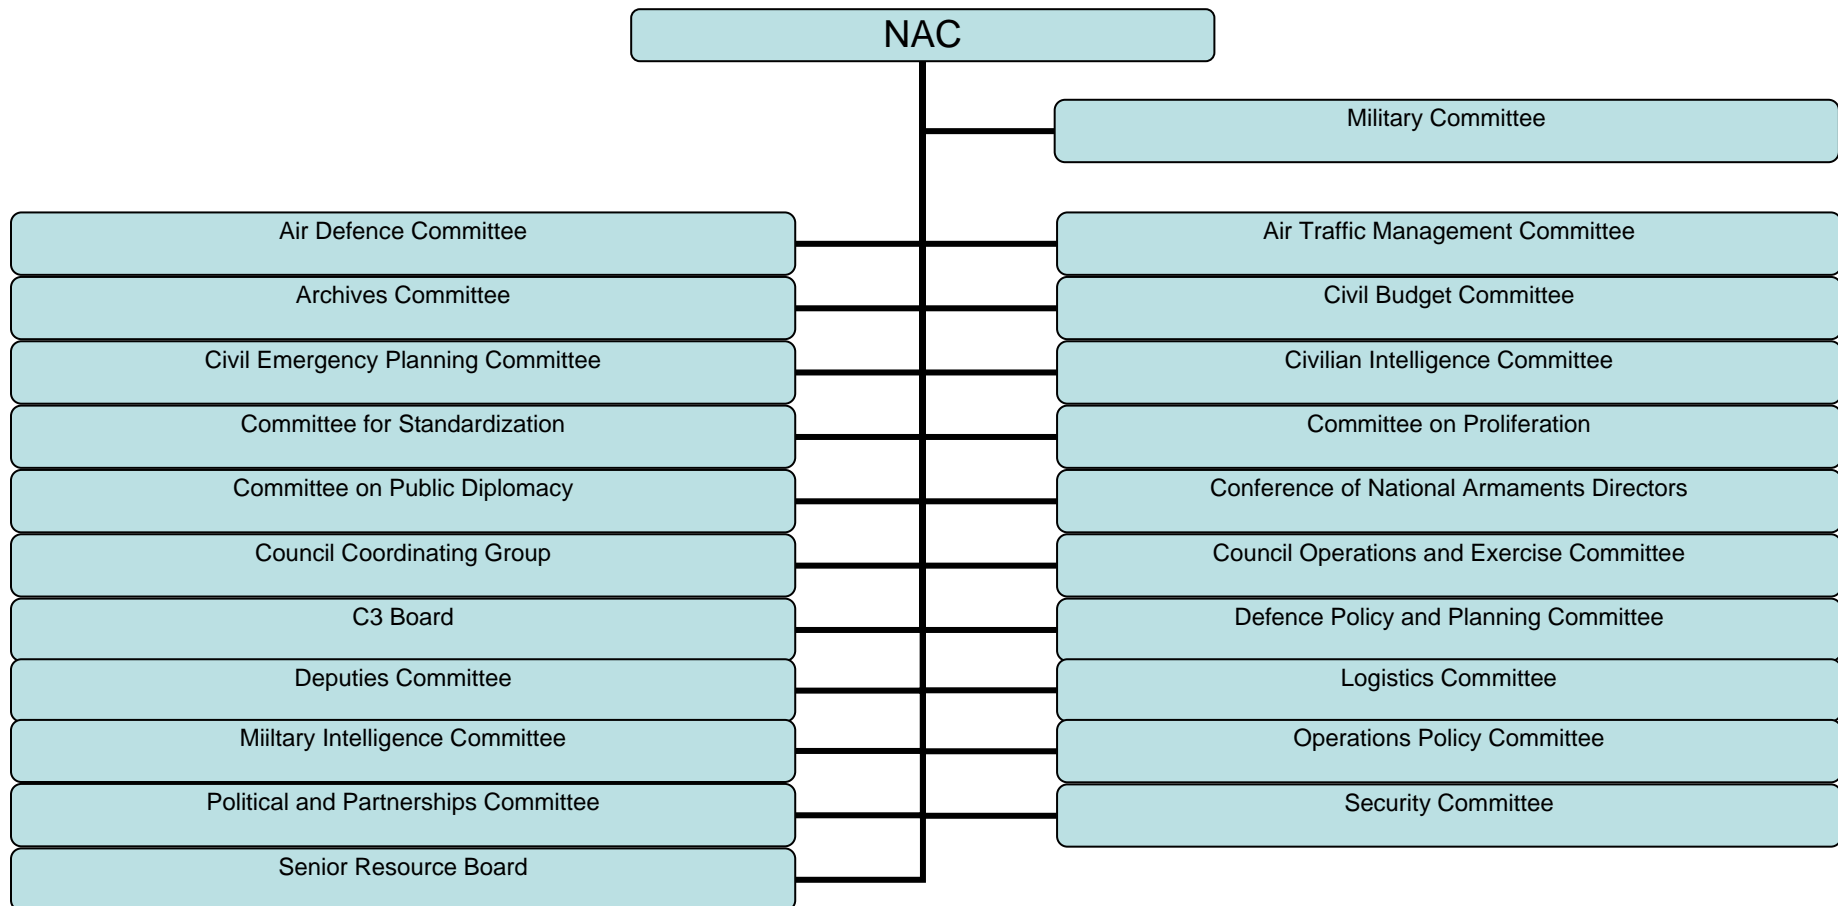 NAC
Military Committee
Air Defence Committee
Air Traffic Management Committee
Archives Committee
Civil Budget Committee
Civil Emergency Planning Committee
Civilian Intelligence Committee
Committee for Standardization
Committee on Proliferation
Committee on Public Diplomacy
Conference of National Armaments Directors
Council Coordinating Group
Council Operations and Exercise Committee
C3 Board
Defence Policy and Planning Committee
Deputies Committee
Logistics Committee
Miiltary Intelligence Committee
Operations Policy Committee
Political and Partnerships Committee
Security Committee
Senior Resource Board